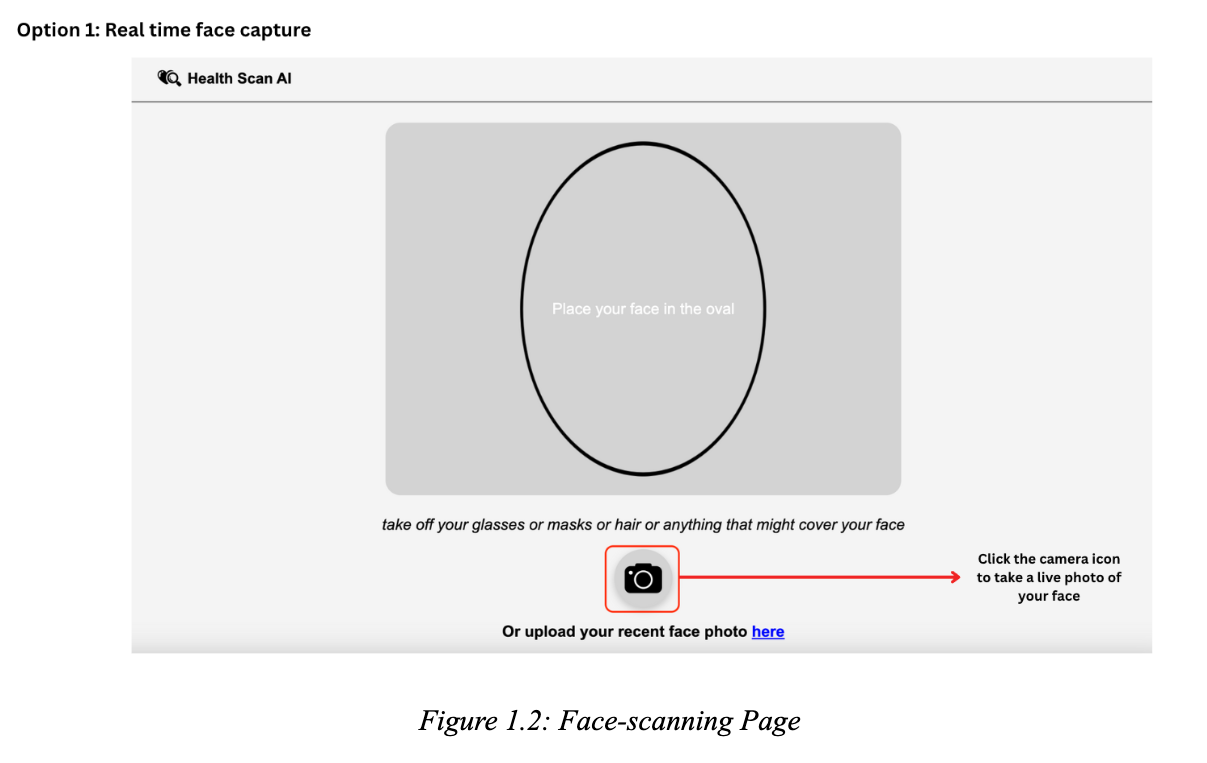 Option 1: Real time face capture
Health Scan AI
Place your face in the oval
take off your glasses or masks or hair or anything that might cover your face
Click the camera icon
to take a live photo of
your face
Or upload your recent face photo here
Figure 1.2: Face-scanning Page